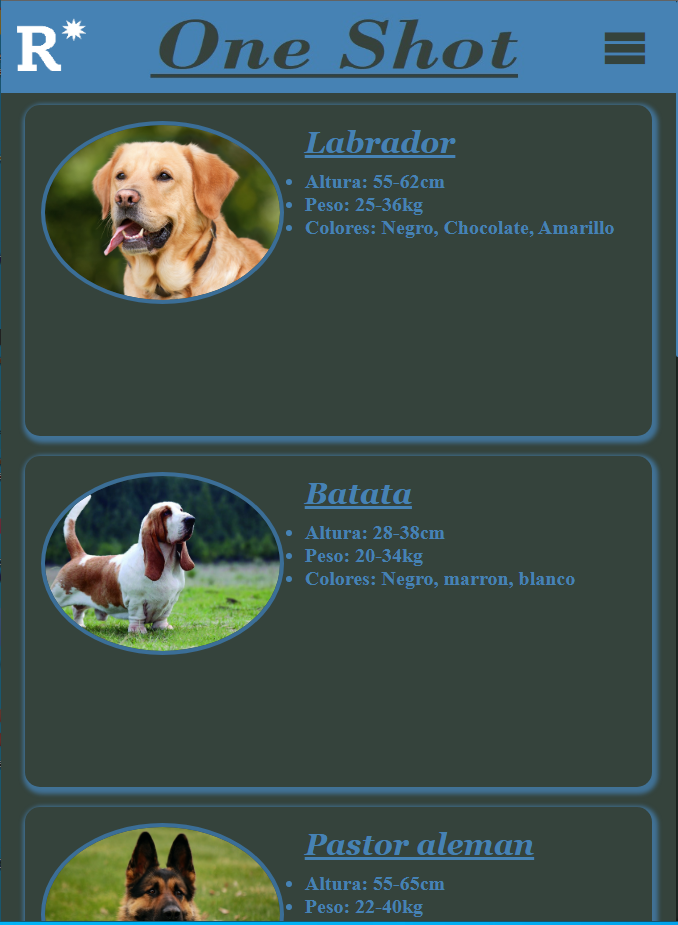 R* One Shot
Labrador
• Altura: 55-62cm
• Peso: 25-36kg
• Colores: Negro, Chocolate, Amarillo
Batata
• Altura: 28-38cm
• Peso: 20-34kg
• Colores: Negro, marron, blanco
Pastor aleman
• Altura: 55-65cm
• Peso: 22-40kg